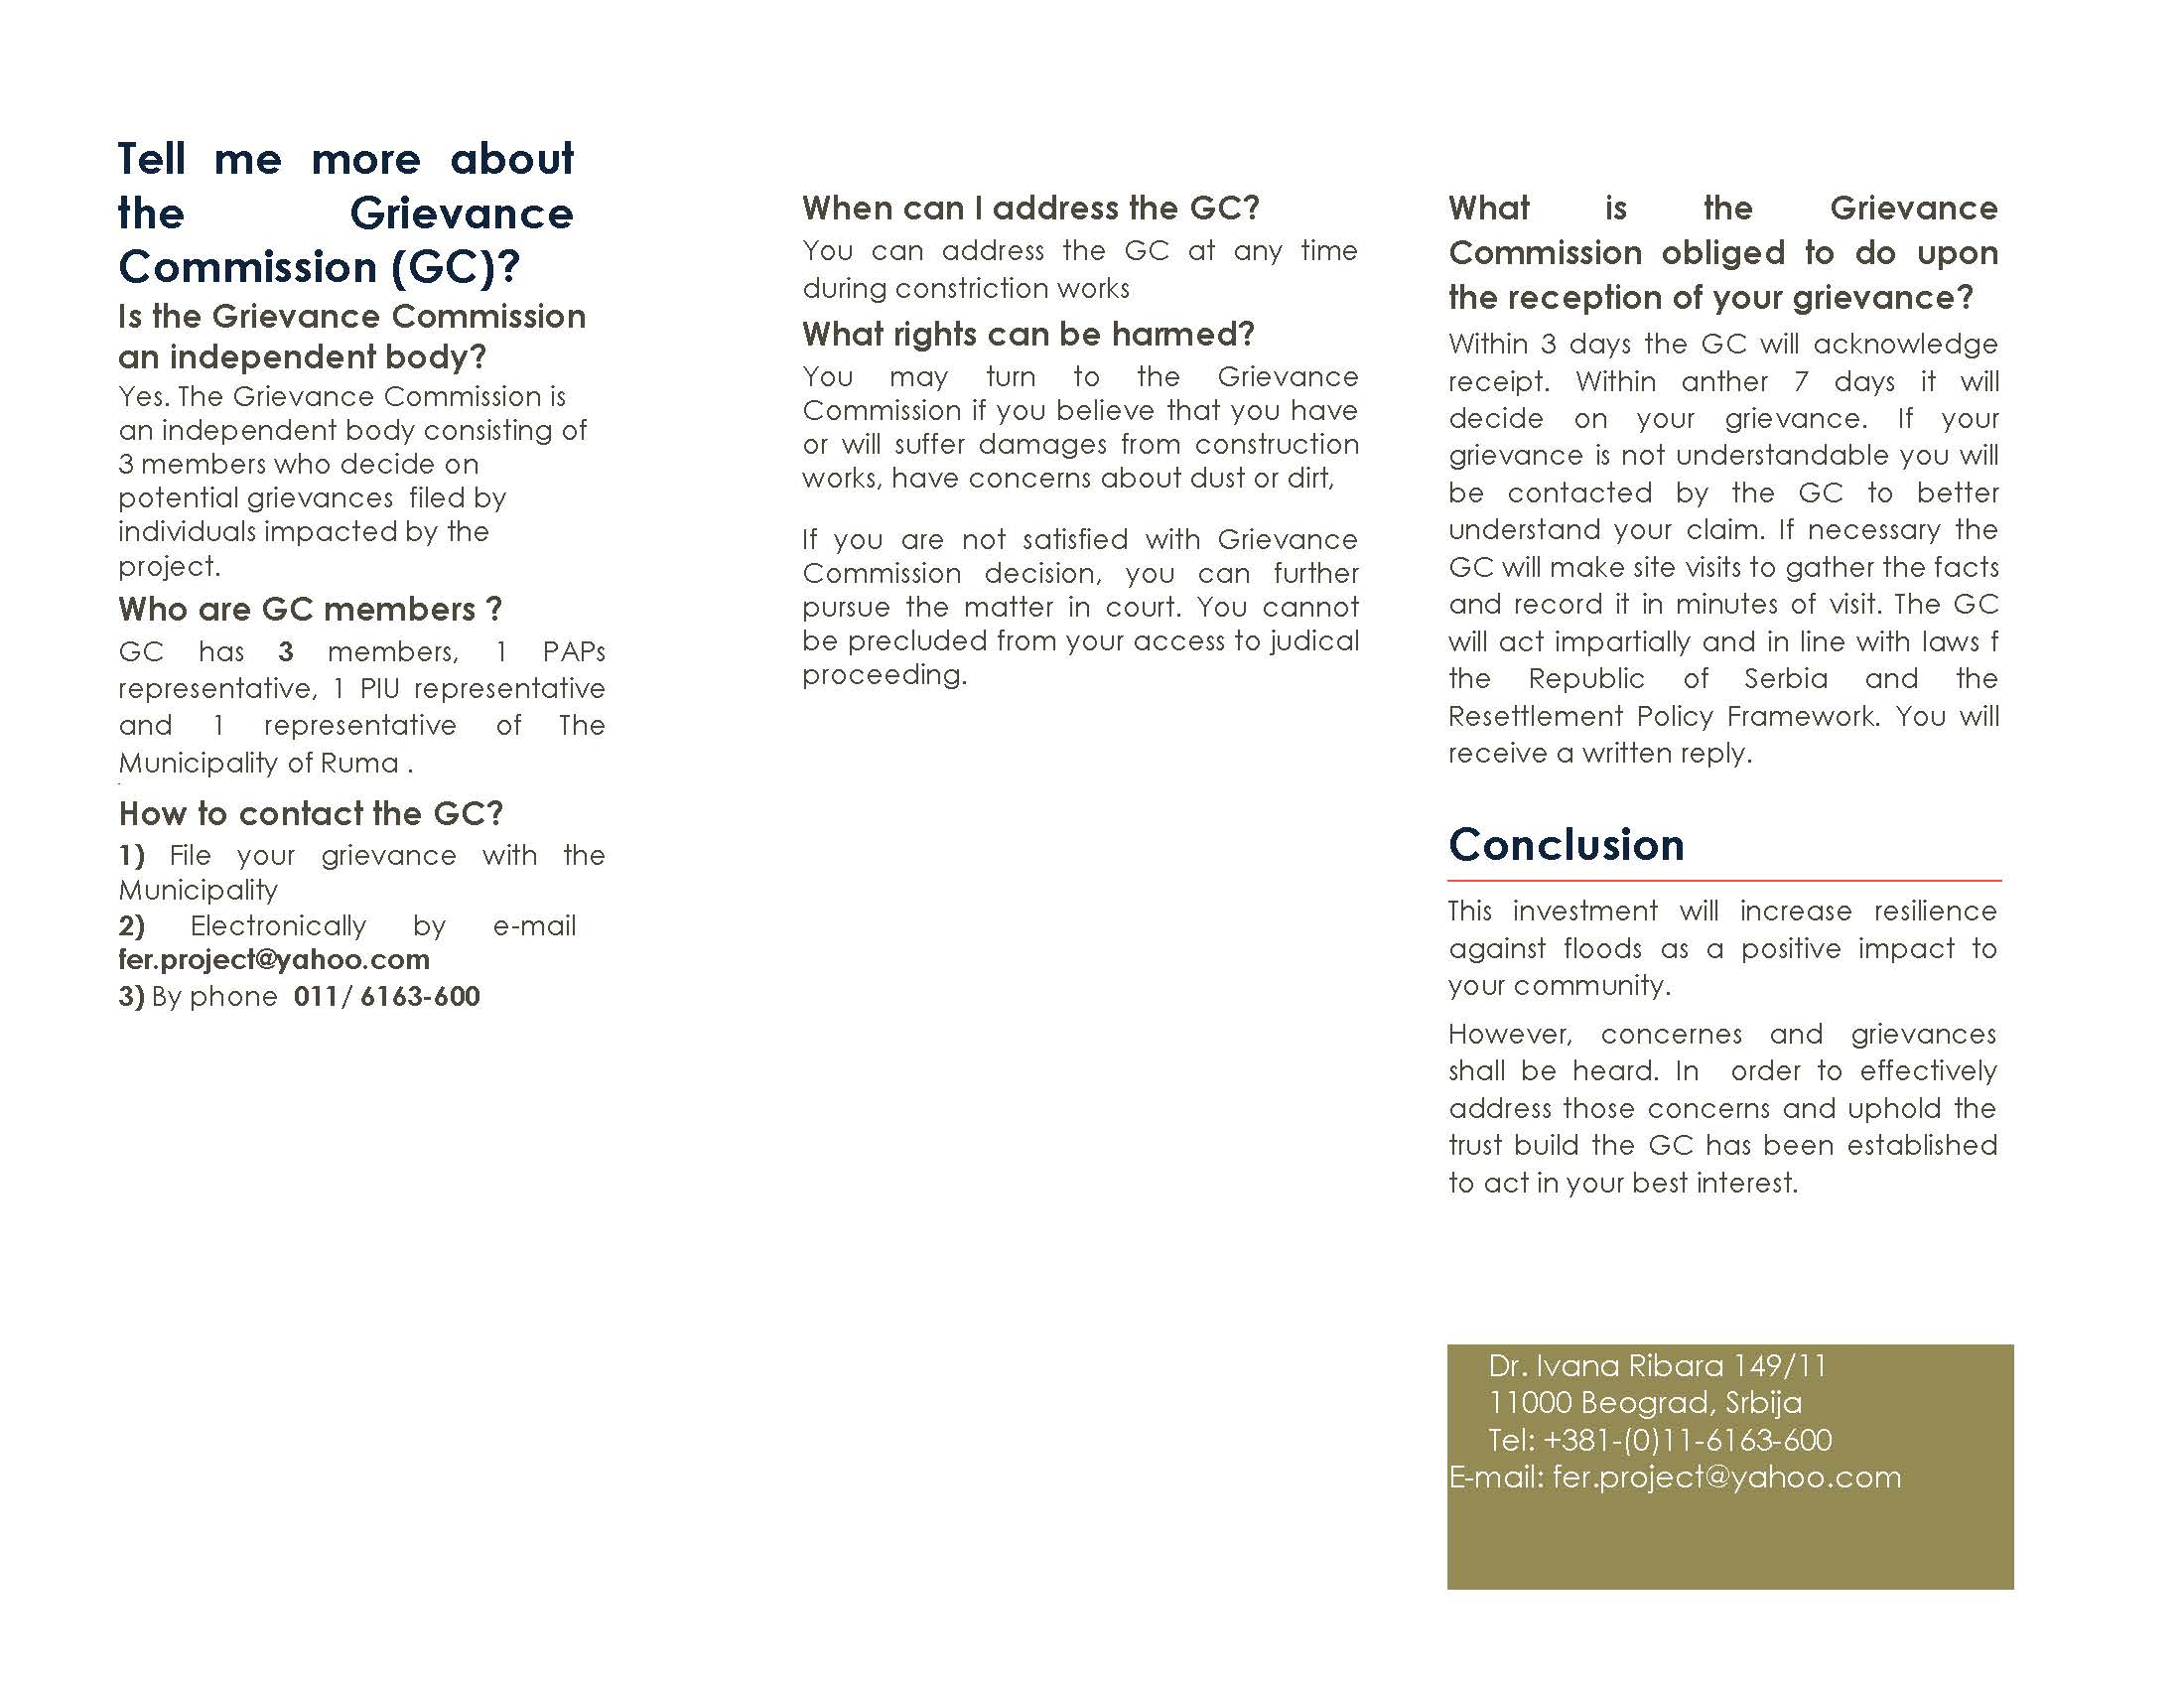 Tell me more about
the Grievance
Commission (GC)?
Is the Grievance Commission
an independent body?
Yes. The Grievance Commission is
an independent body consisting of
3 members who decide on
potential grievances filed by
individuals impacted by the
project.
Who are GC members ?
GC has 3 members, 1 PAPs
representative, 1 PIU representative
and 1 representative of The
Municipality of Ruma .
How to contact the GC?
1) File your grievance with the
Municipality
2) Electronically by e-mail
fer.project@yahoo.com
3) By phone 011/ 6163-600
When can I address the GC?
You can address the GC at any time
during constriction works
What rights can be harmed?
You may turn to the Grievance
Commission if you believe that you have
or will suffer damages from construction
works, have concerns about dust or dirt,
If you are not satisfied with Grievance
Commission decision, you can further
pursue the matter in court. You cannot
be precluded from your access to judical
proceeding.
What is the Grievance
Commission obliged to do upon
the reception of your grievance?
Within 3 days the GC will acknowledge
receipt. Within anther 7 days it will
decide on your grievance. If your
grievance is not understandable you will
be contacted by the GC to better
understand your claim. If necessary the
GC will make site visits to gather the facts
and record it in minutes of visit. The GC
will act impartially and in line with laws f
the Republic of Serbia and the
Resettlement Policy Framework. You will
receive a written reply.
Conclusion
This investment will increase resilience
against floods as a positive impact to
your community.
However, concernes and grievances
shall be heard. In order to effectively
address those concerns and uphold the
trust build the GC has been established
to act in your best interest.
Dr. Ivana Ribara 149/11
11000 Beograd, Srbija
Tel: +381-(0)11-6163-600
E-mail: fer.project@yahoo.com